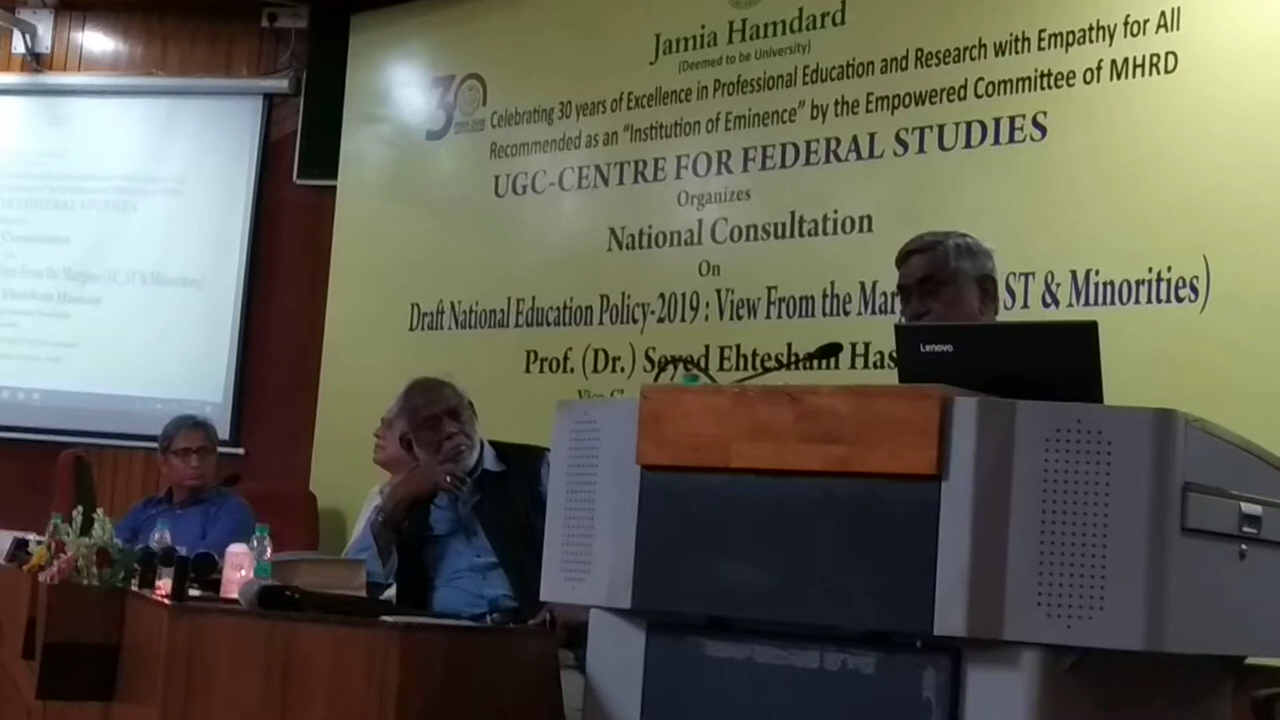 Jamia Hamdard
(Deemed to be University)
30 Celebrating 30 years of Excellence in Professional Education and Research with Empathy for All
Recommended as an "Institution of Eminence" by the Empowered Committee of MHRD
UGC-CENTRE FOR FEDERAL STUDIES
Organizes
National Consultation
On
Draft National Education Policy-2019 : View From the Mar ST & Minorities)
Prof. (Dr.) Seyed Ehtesham Has
Lenovo